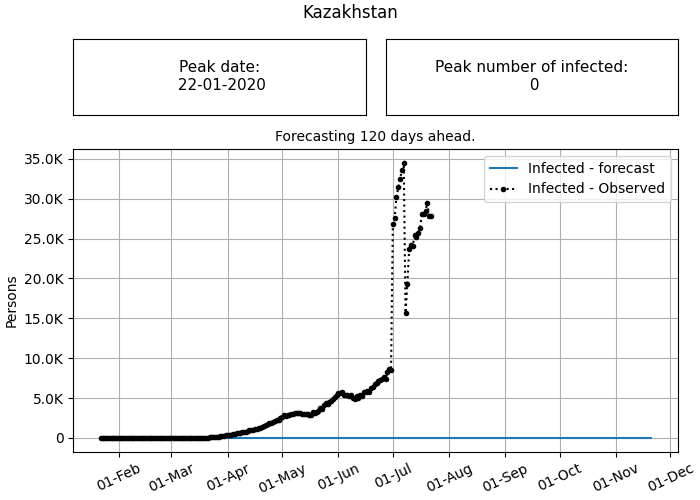 Kazakhstan
Peak date:
22-01-2020
Peak number of infected:
0
Forecasting 120 days ahead.
Infected - forecast
Infected - Observed
35.0K
30.0K
25.0K
20.0K
15.0K
10.0K
5.0K
0
Persons
01-Feb
01-Mar
01-Apr
01-May
01-Jun
01-Jul
01-Aug
01-Sep
01-Oct
01-Nov
01-Dec